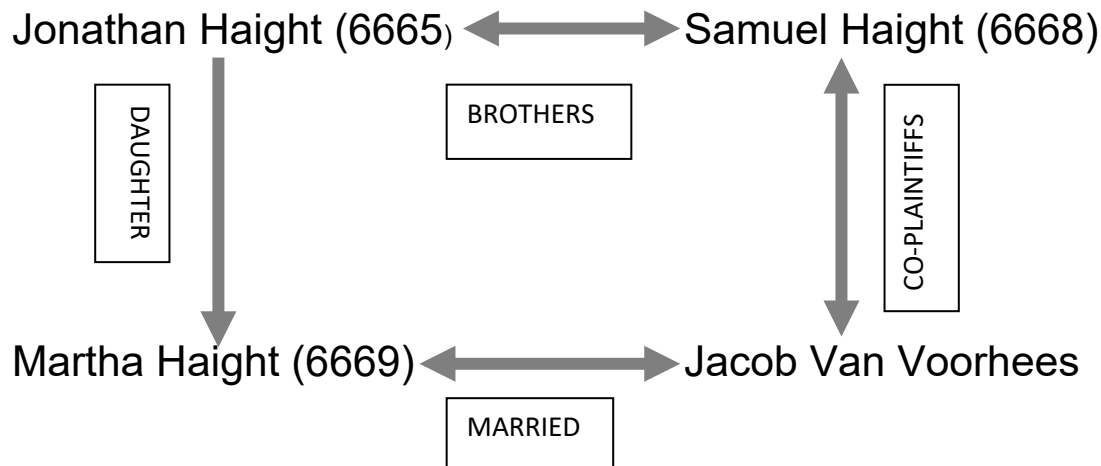 Jonathan Haight (6665) Samuel Haight (6668)
BROTHERS
DAUGHTER
CO-PLAINTIFFS
Martha Haight (6669) Jacob Van Voorhees
MARRIED